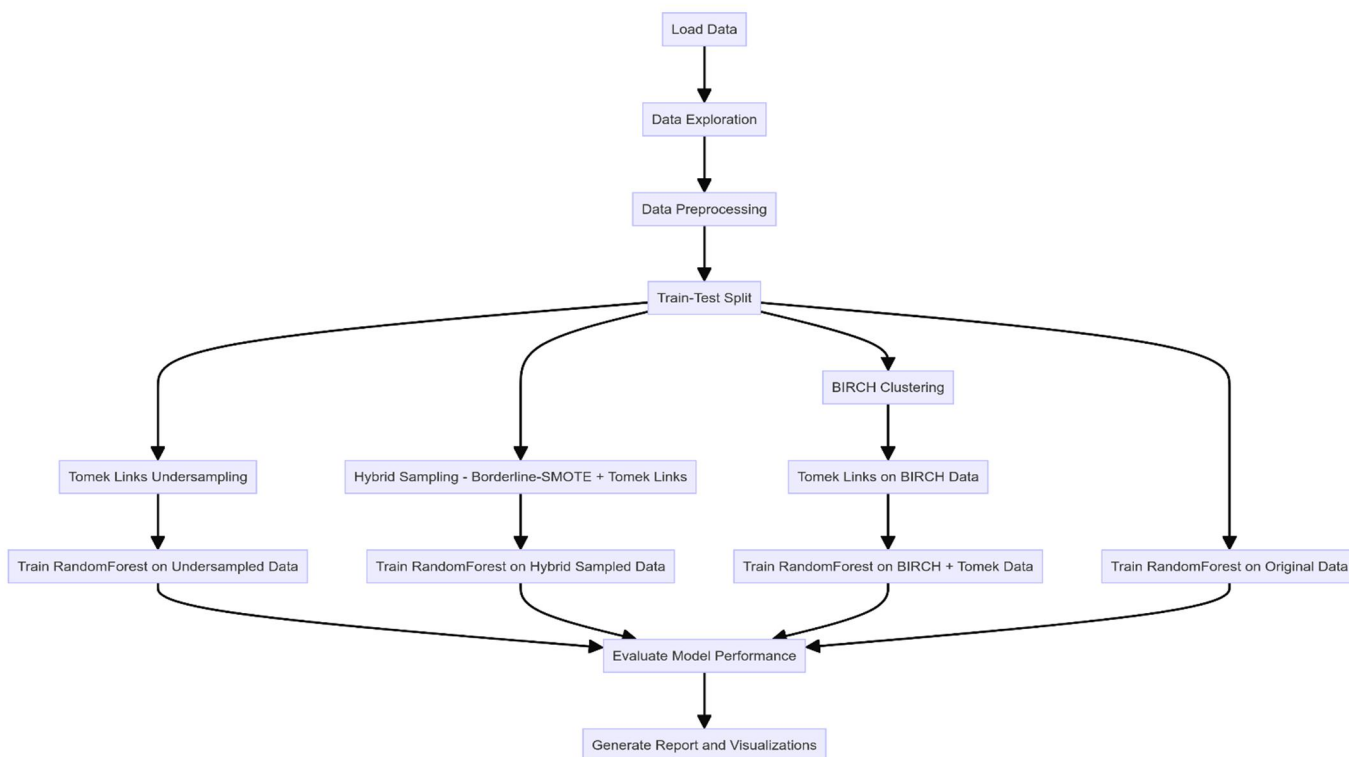 Load Data
Data Exploration
Data Preprocessing
Train-Test Split
BIRCH Clustering
Tomek Links Undersampling
Hybrid Sampling - Borderline-SMOTE + Tomek Links
Tomek Links on BIRCH Data
Train RandomForest on Undersampled Data
Train RandomForest on Hybrid Sampled Data
Train RandomForest on BIRCH + Tomek Data
Train RandomForest on Original Data
Evaluate Model Performance
Generate Report and Visualizations